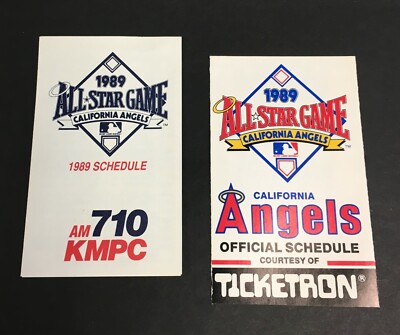 1989
ALL-STAR GAME
CALIFORNIA ANGELS
1989 SCHEDULE
AM 710
KMPC
1989
ALL-STAR GAME
CALIFORNIA ANGELS
CALIFORNIA
Angels
OFFICIAL SCHEDULE
COURTESY OF
TICKETRON®